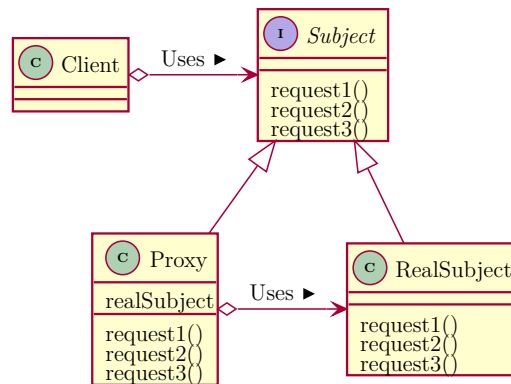 C Client
Uses ►
I Subject
request1()
request2()
request3()
C Proxy
realSubject
request1()
request2()
request3()
Uses ►
C RealSubject
request1()
request2()
request3()